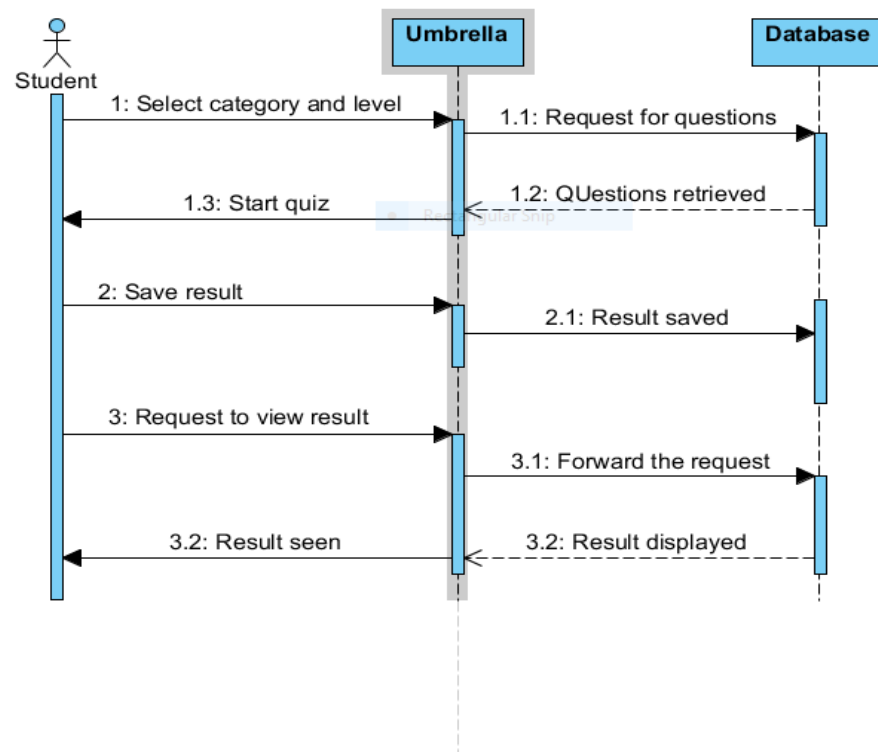 Umbrella
Database
Student
1: Select category and level
1.1: Request for questions
1.2: QUestions retrieved
1.3: Start quiz
Rectangular Snip
2: Save result
2.1: Result saved
3: Request to view result
3.1: Forward the request
3.2: Result seen
3.2: Result displayed